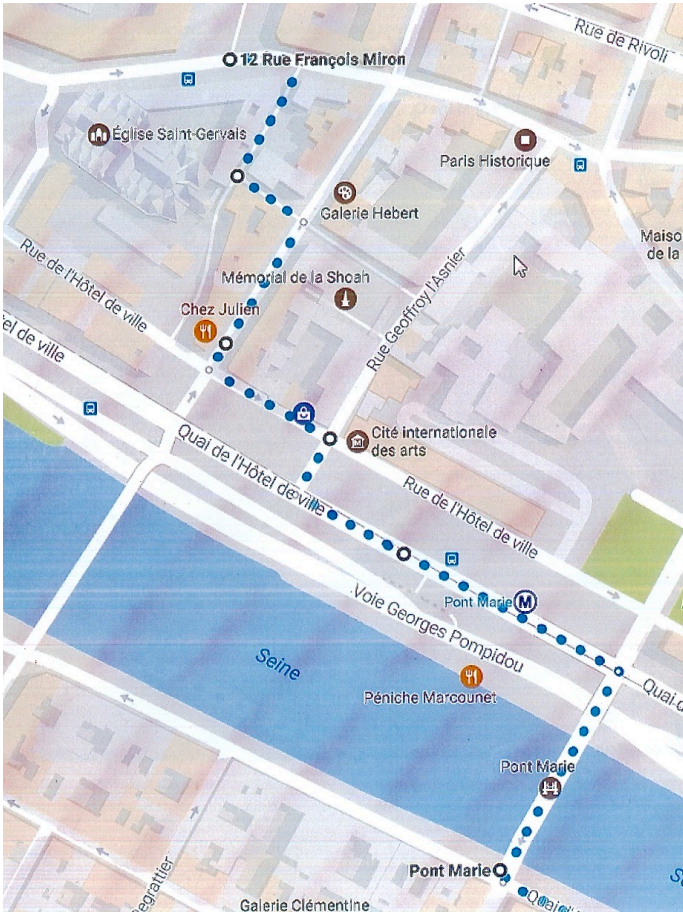 Rue de Rivoli
12 Rue François Miron
Église Saint-Gervais
Paris Historique
Galerie Hebert
Maiso
de la
Rue de l'Hôtel de ville
Mémorial de la Shoah
Rue Geoffroy l'Asnier
Chez Julien
el de ville
Cité internationale
des arts
Quai de l'Hôtel de ville
Rue de l'Hôtel de ville
Pont Marie M
Voie Georges Pompidou
Seine
Quai d
Péniche Marcounet
Pont Marie
Pont Marie
S
Quai d'
egrattier
Galerie Clémentine